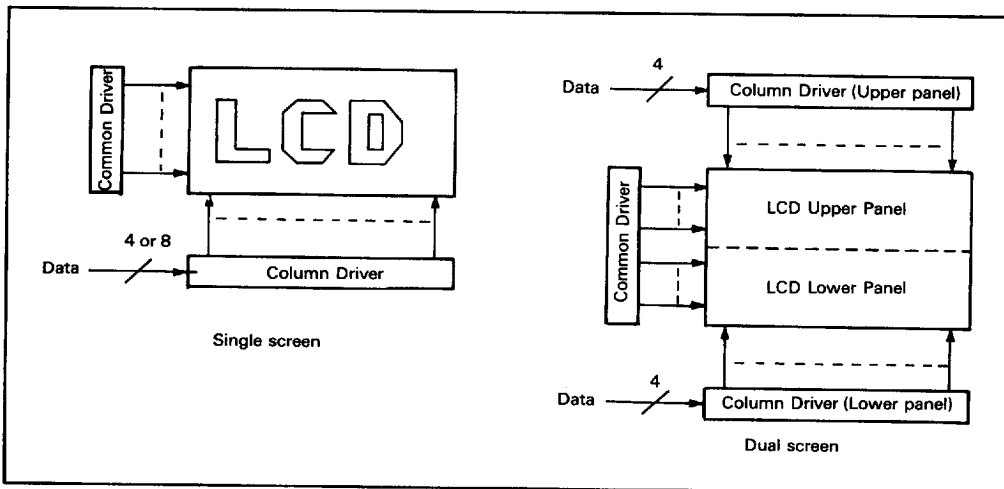 Common Driver
LCD
4 or 8
Data
Column Driver
Single screen
4
Data
Column Driver (Upper panel)
Common Driver
LCD Upper Panel
LCD Lower Panel
4
Data
Column Driver (Lower panel)
Dual screen